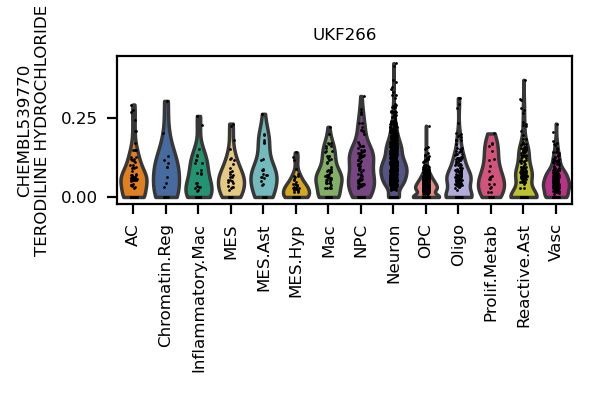 UKF266
CHEMBL539770
TERODILINE HYDROCHLORIDE
0.25
0.00
AC
Chromatin.Reg
Inflammatory.Mac
MES
MES.Ast
MES.Hyp
Mac
NPC
Neuron
OPC
Oligo
Prolif.Metab
Reactive.Ast
Vasc